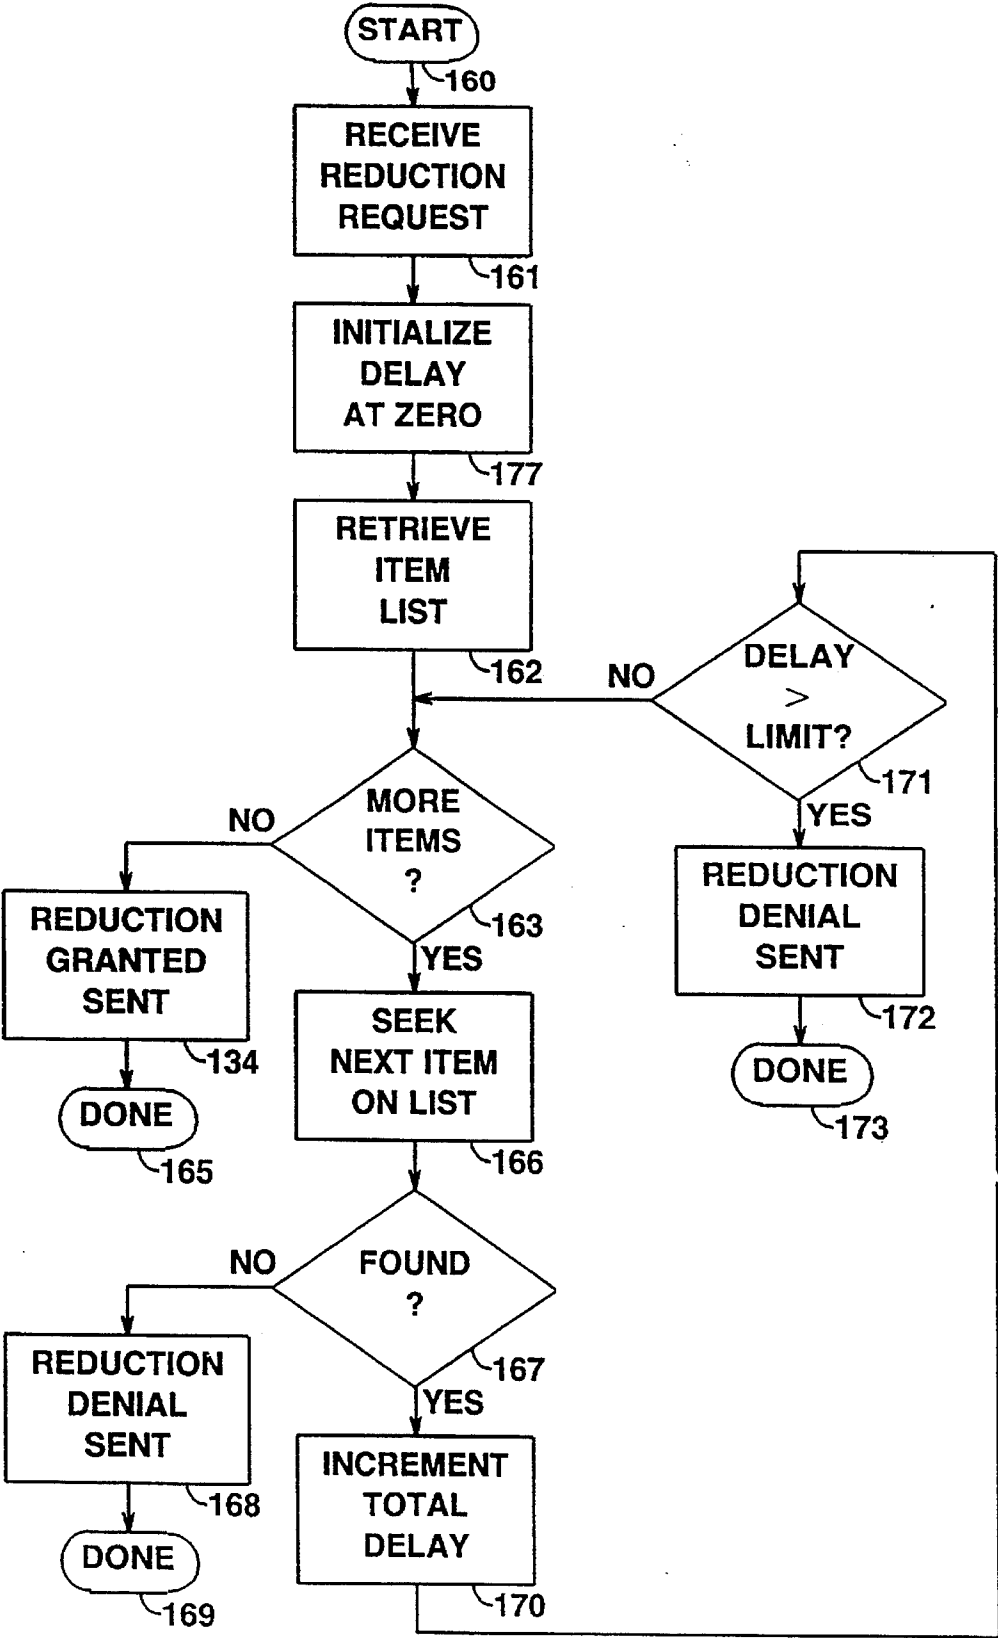 START
160
RECEIVE
REDUCTION
REQUEST
161
INITIALIZE
DELAY
AT ZERO
177
RETRIEVE
ITEM
LIST
162
NO
DELAY
>
LIMIT?
171
YES
REDUCTION
DENIAL
SENT
172
DONE
173
MORE
ITEMS
?
163
NO
REDUCTION
GRANTED
SENT
134
DONE
165
YES
SEEK
NEXT ITEM
ON LIST
166
FOUND
?
167
NO
REDUCTION
DENIAL
SENT
168
DONE
169
YES
INCREMENT
TOTAL
DELAY
170